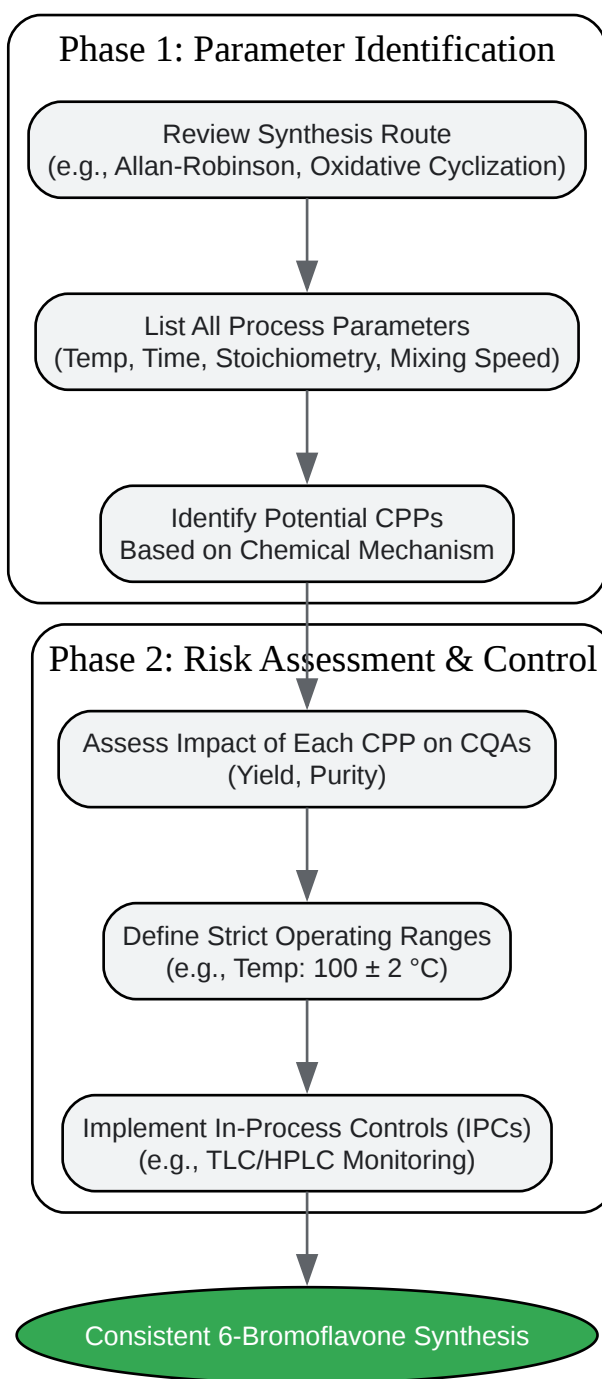 Phase 1: Parameter Identification
Review Synthesis Route
(e.g., Allan-Robinson, Oxidative Cyclization)
List All Process Parameters
(Temp, Time, Stoichiometry, Mixing Speed)
Identify Potential CPPs
Based on Chemical Mechanism
Phase 2: Risk Assessment & Control
Assess Impact of Each CPP on CQAs
(Yield, Purity)
Define Strict Operating Ranges
(e.g., Temp: 100 ± 2 °C)
Implement In-Process Controls (IPCs)
(e.g., TLC/HPLC Monitoring)
Consistent 6-Bromoflavone Synthesis